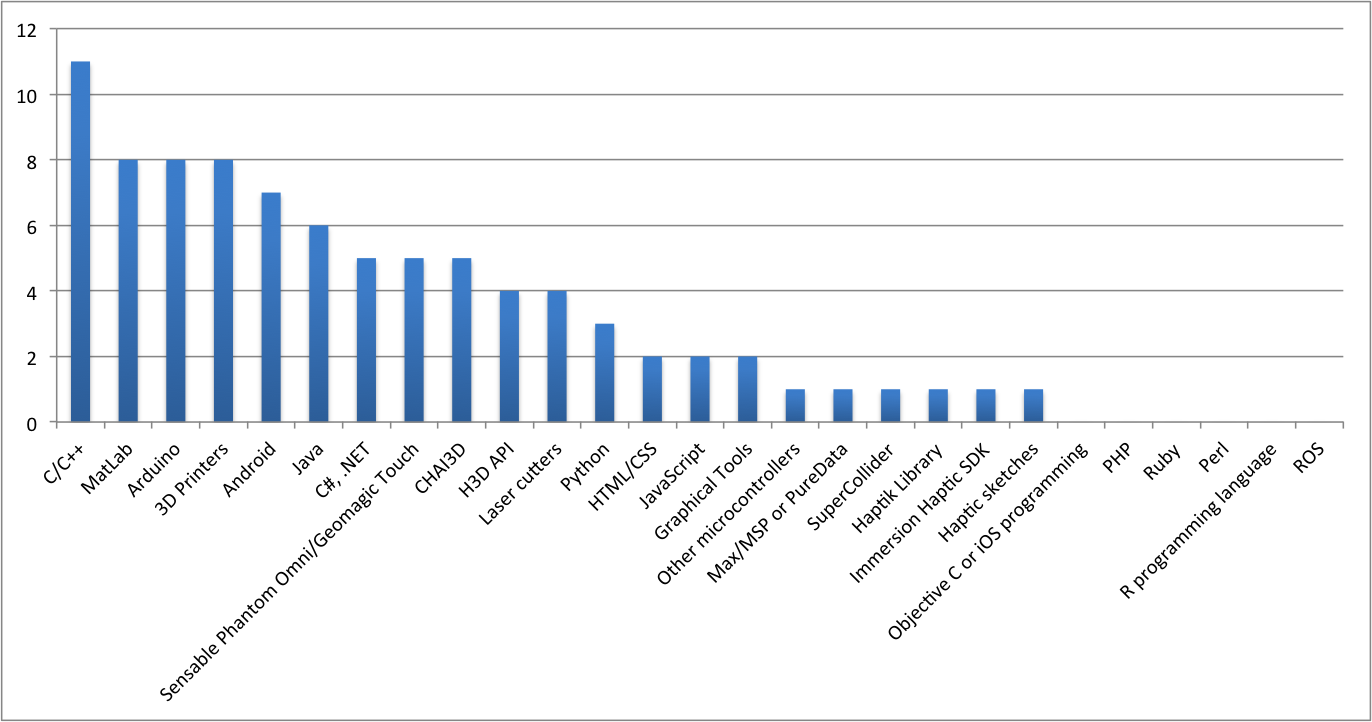 12
10
8
6
4
2
0
C/C++
MatLab
Arduino
3D Printers
Android
Java
C#, .NET
Sensable Phantom Omni/Geomagic Touch
CHAI3D
H3D API
Laser cutters
Python
HTML/CSS
JavaScript
Graphical Tools
Other microcontrollers
Max/MSP or PureData
SuperCollider
Haptik Library
Immersion Haptic SDK
Haptic sketches
Objective C or iOS programming
PHP
Ruby
Perl
R programming language
ROS